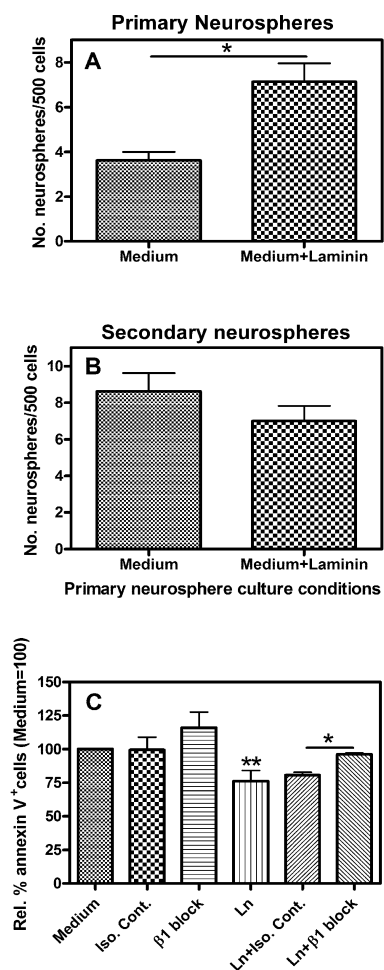 Primary Neurospheres
A
*
No. neurospheres/500 cells
8
6
4
2
0
Medium
Medium+Laminin
Secondary neurospheres
B
No. neurospheres/500 cells
10
8
6
4
2
0
Medium
Medium+Laminin
Primary neurosphere culture conditions
C
Rel. % annexin V+cells (Medium=100)
150
125
100
75
50
25
0
**
*
Medium
Iso. Cont.
β1 block
Ln
Ln+Iso. Cont.
Ln+β1 block